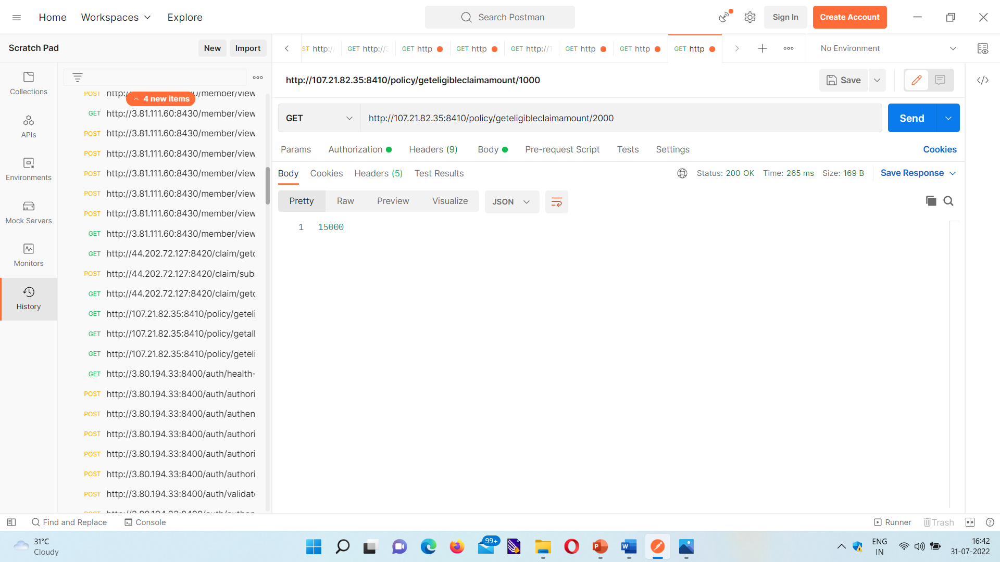 Home
Workspaces
Explore
Search Postman
Sign In
Create Account
Scratch Pad
New
Import
http:/
GET http://
GET http
GET http
GET http://
GET http
GET http
GET http
No Environment
Collections
APIs
Environments
Mock Servers
Monitors
History
4 new items
POST
/member/view
GET http://3.81.111.60:8430/member/view
POST http://3.81.111.60:8430/member/view
POST http://3.81.111.60:8430/member/view
POST http://3.81.111.60:8430/member/view
POST http://3.81.111.60:8430/member/view
POST http://3.81.111.60:8430/member/view
GET http://3.81.111.60:8430/member/view
GET http://44.202.72.127:8420/claim/getc
POST http://44.202.72.127:8420/claim/subr
GET http://44.202.72.127:8420/claim/getc
GET http://107.21.82.35:8410/policy/geteli
GET http://107.21.82.35:8410/policy/getall
GET http://107.21.82.35:8410/policy/geteli
GET http://3.80.194.33:8400/auth/health-
POST http://3.80.194.33:8400/auth/authori
POST http://3.80.194.33:8400/auth/authen
POST http://3.80.194.33:8400/auth/authori
POST http://3.80.194.33:8400/auth/authori
POST http://3.80.194.33:8400/auth/authori
POST http://3.80.194.33:8400/auth/validate
http://107.21.82.35:8410/policy/geteligibleclaimamount/1000
Save
GET
http://107.21.82.35:8410/policy/geteligibleclaimamount/2000
Send
Params
Authorization
Headers (9)
Body
Pre-request Script
Tests
Settings
Cookies
Body
Cookies
Headers (5)
Test Results
Status: 200 OK
Time: 265 ms
Size: 169 B
Save Response
Pretty
Raw
Preview
Visualize
JSON
1 15000
Find and Replace
Console
Runner
Trash
31°C
Cloudy
99+
ENG
IN
16:42
31-07-2022